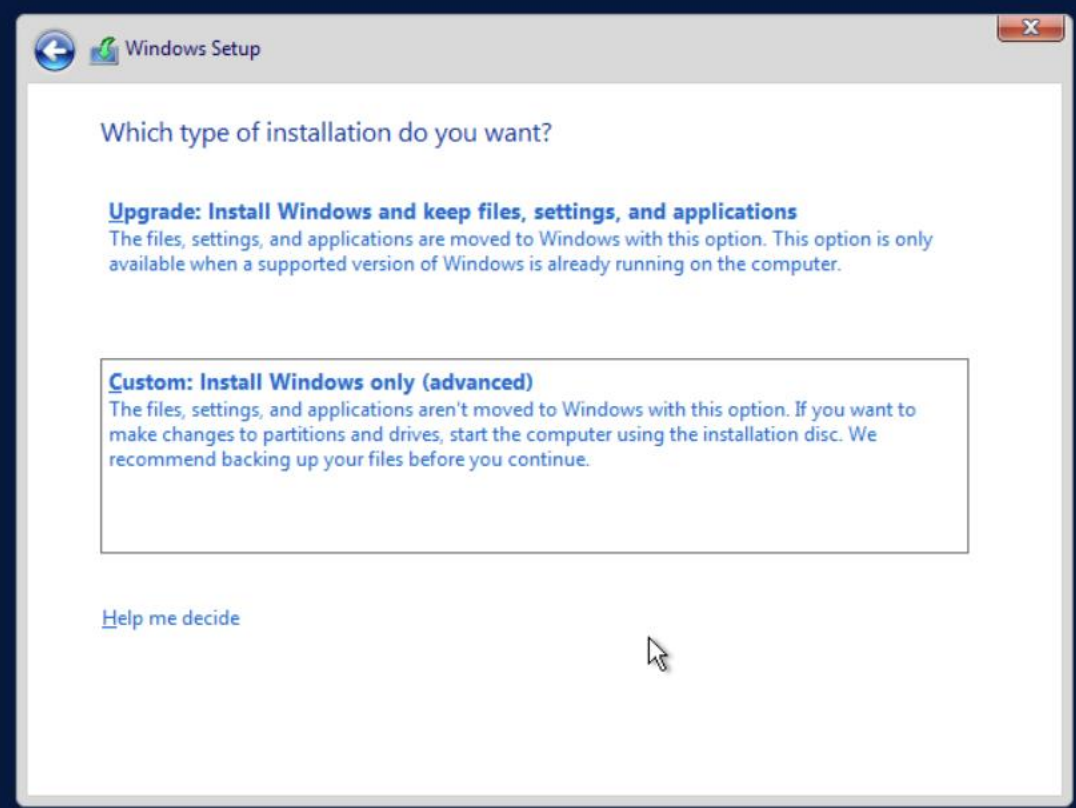 Windows Setup
Which type of installation do you want?
Upgrade: Install Windows and keep files, settings, and applications
The files, settings, and applications are moved to Windows with this option. This option is only
available when a supported version of Windows is already running on the computer.
Custom: Install Windows only (advanced)
The files, settings, and applications aren't moved to Windows with this option. If you want to
make changes to partitions and drives, start the computer using the installation disc. We
recommend backing up your files before you continue.
Help me decide